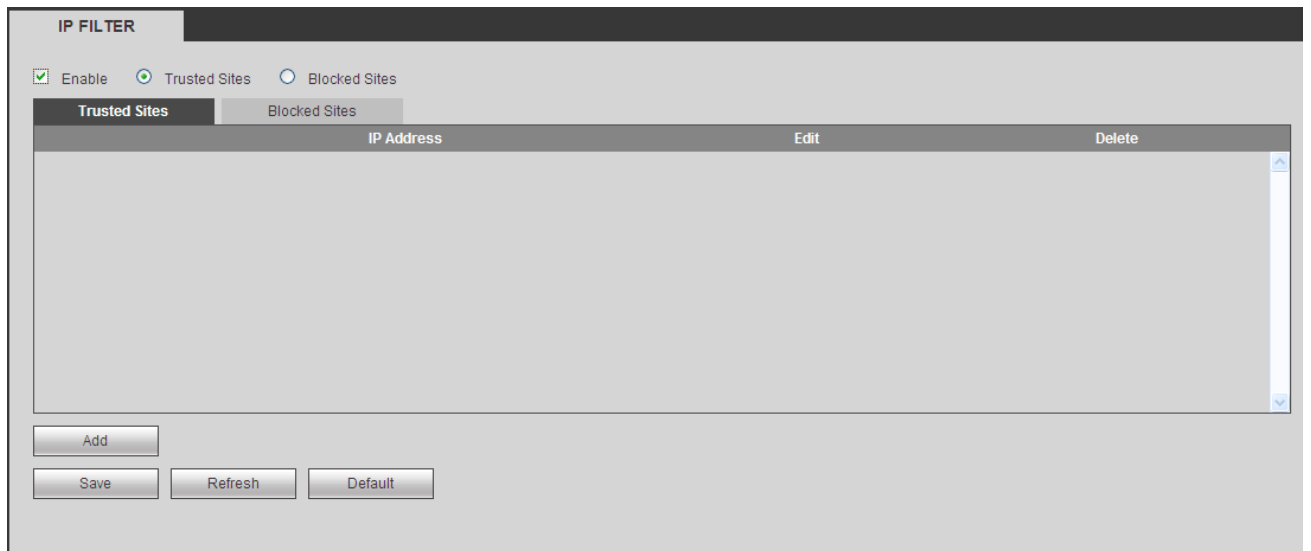 IP FILTER
Enable Trusted Sites Blocked Sites
Trusted Sites Blocked Sites
IP Address Edit Delete
Add
Save Refresh Default